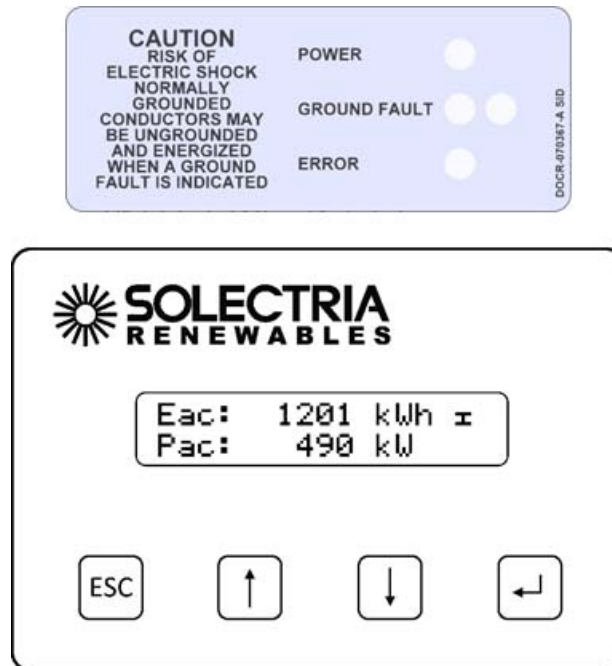 CAUTION
RISK OF
ELECTRIC SHOCK
NORMALLY
GROUNDED
CONDUCTORS MAY
BE UNGROUNDED
AND ENERGIZED
WHEN A GROUND
FAULT IS INDICATED
POWER
GROUND FAULT
ERROR
DOCR-070367-A SID
SOLECTRIA
RENEWABLES
Eac: 1201 kWh
Pac: 490 kW
ESC